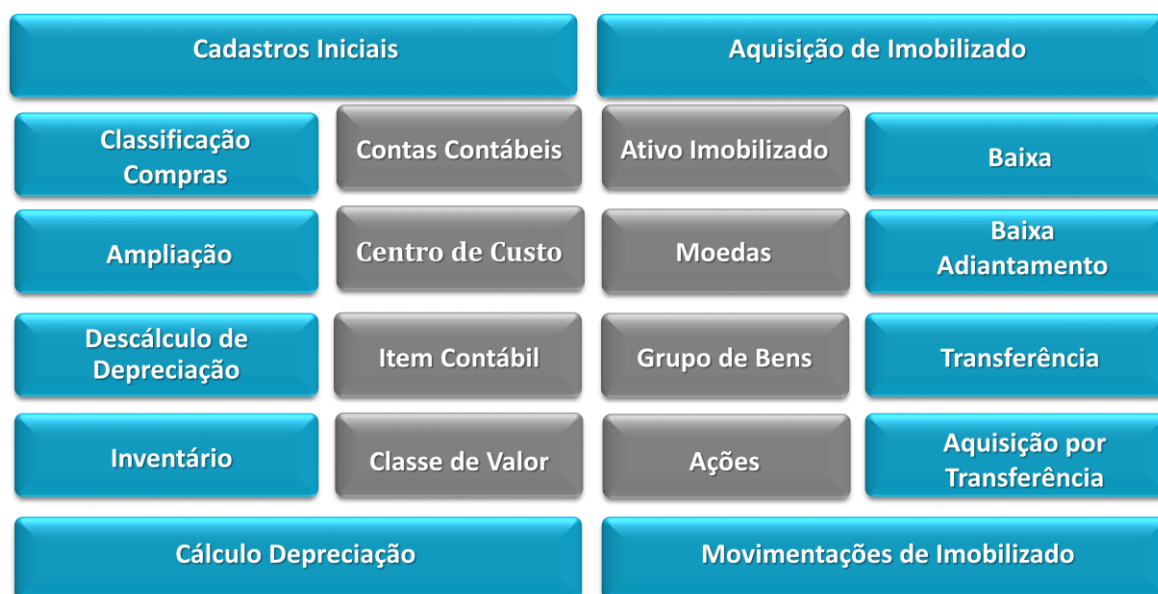 Cadastros Iniciais
Aquisição de Imobilizado
Classificação
Compras
Contas Contábeis
Ativo Imobilizado
Baixa
Ampliação
Centro de Custo
Moedas
Baixa
Adiantamento
Descálculo de
Depreciação
Item Contábil
Grupo de Bens
Transferência
Inventário
Classe de Valor
Ações
Aquisição por
Transferência
Cálculo Depreciação
Movimentações de Imobilizado